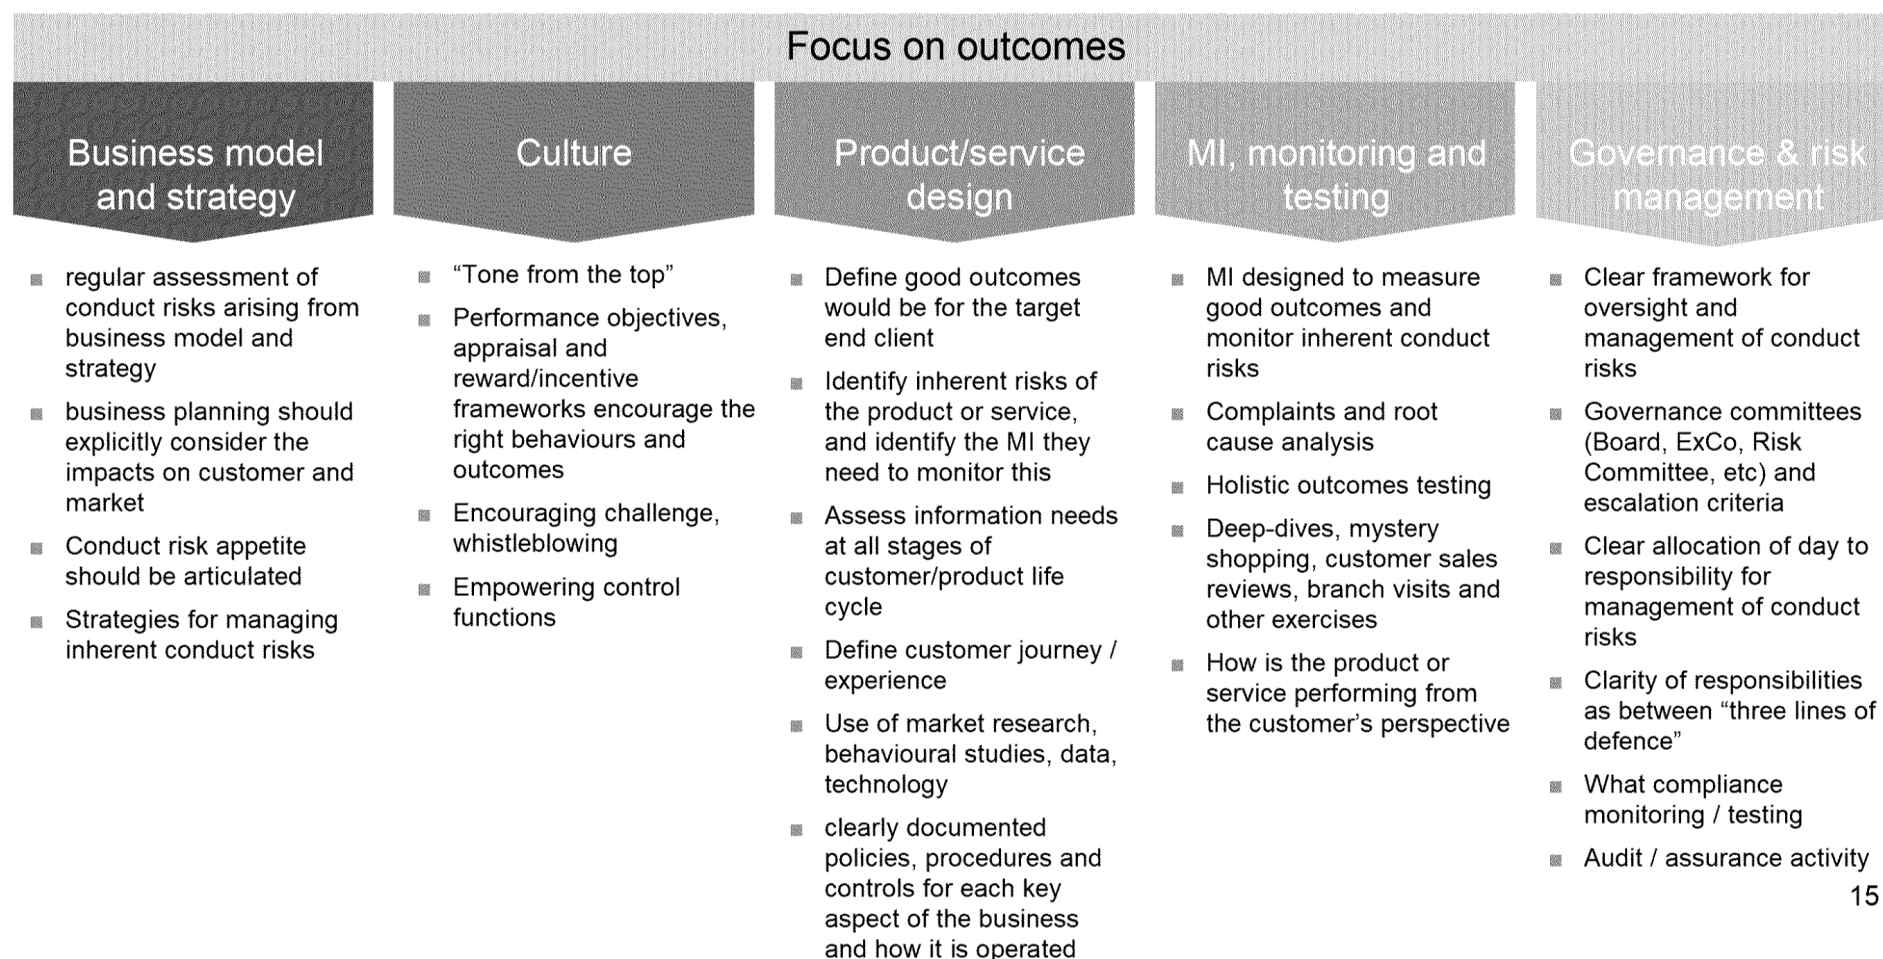 Focus on outcomes
Business model
and strategy
regular assessment of
conduct risks arising from
business model and
strategy
business planning should
explicitly consider the
impacts on customer and
market
Conduct risk appetite
should be articulated
Strategies for managing
inherent conduct risks
Culture
“Tone from the top”
Performance objectives,
appraisal and
reward/incentive
frameworks encourage the
right behaviours and
outcomes
Encouraging challenge,
whistleblowing
Empowering control
functions
Product/service
design
Define good outcomes
would be for the target
end client
Identify inherent risks of
the product or service,
and identify the MI they
need to monitor this
Assess information needs
at all stages of
customer/product life
cycle
Define customer journey /
experience
Use of market research,
behavioural studies, data,
technology
clearly documented
policies, procedures and
controls for each key
aspect of the business
and how it is operated
MI, monitoring and
testing
MI designed to measure
good outcomes and
monitor inherent conduct
risks
Complaints and root
cause analysis
Holistic outcomes testing
Deep-dives, mystery
shopping, customer sales
reviews, branch visits and
other exercises
How is the product or
service performing from
the customer’s perspective
Governance & risk
management
Clear framework for
oversight and
management of conduct
risks
Governance committees
(Board, ExCo, Risk
Committee, etc) and
escalation criteria
Clear allocation of day to
responsibility for
management of conduct
risks
Clarity of responsibilities
as between “three lines of
defence”
What compliance
monitoring / testing
Audit / assurance activity
15